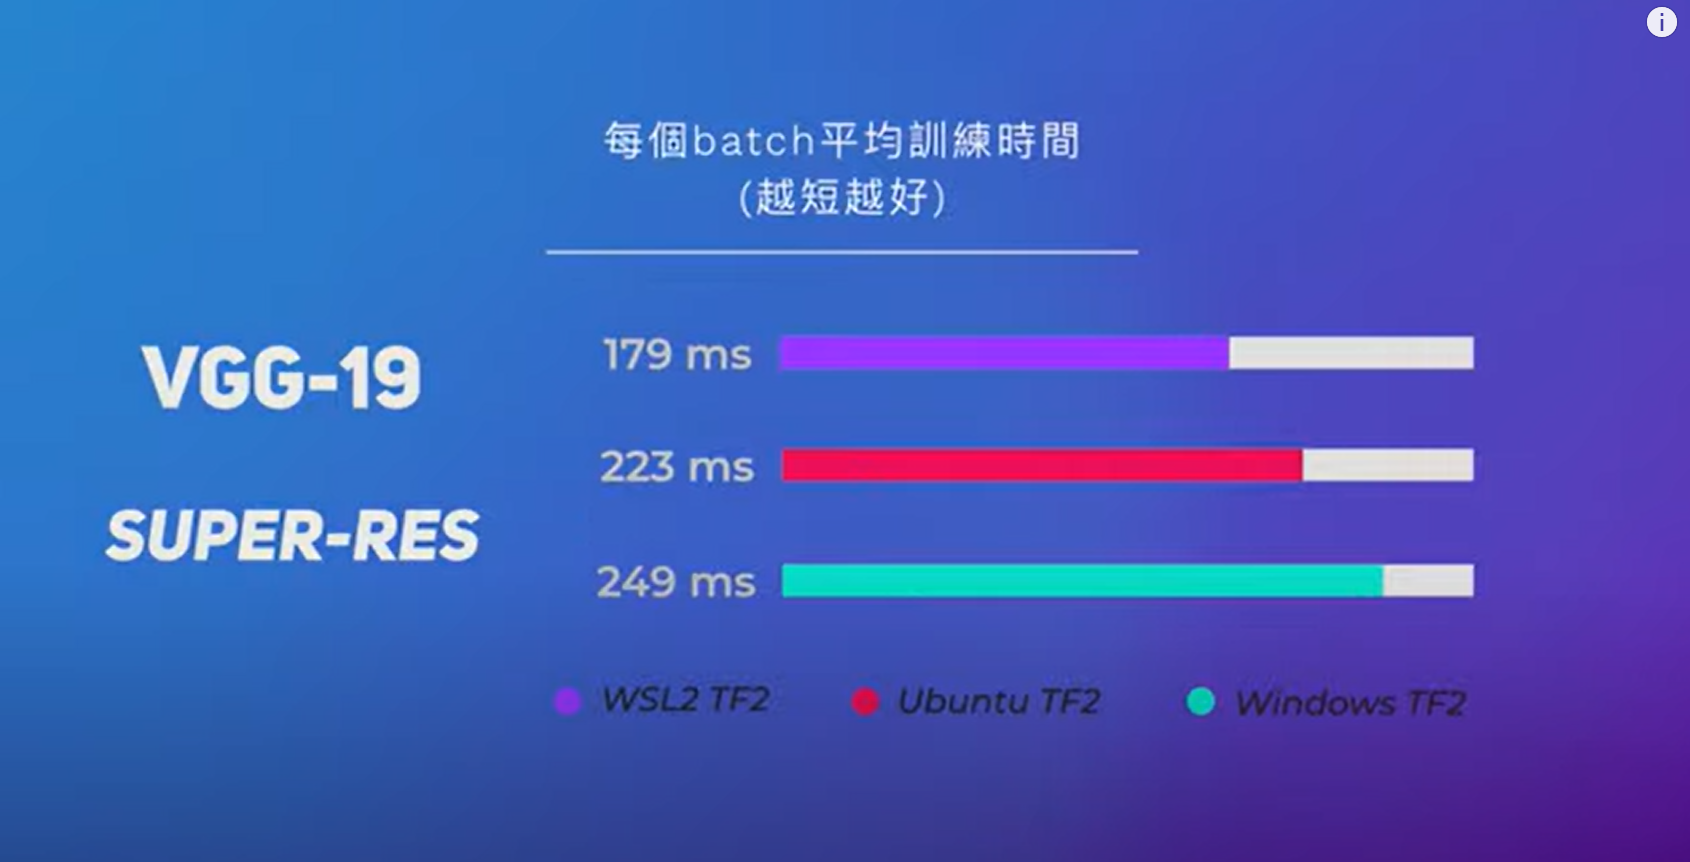 每個batch平均訓練時間
(越短越好)
VGG-19
SUPER-RES
179 ms
223 ms
249 ms
WSL2 TF2
Ubuntu TF2
Windows TF2